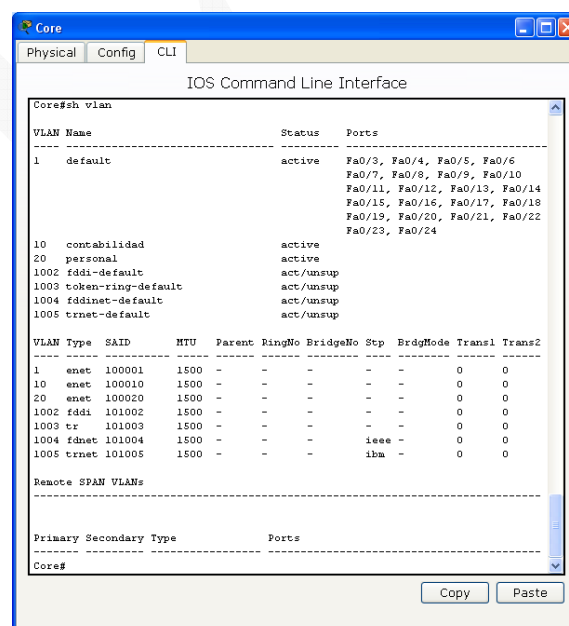 Core
Physical Config CLI
IOS Command Line Interface
Core#sh vlan
VLAN Name Status Ports
---- -------------------------------- --------- -------------------------------
1 default active Fa0/3, Fa0/4, Fa0/5, Fa0/6
Fa0/7, Fa0/8, Fa0/9, Fa0/10
Fa0/11, Fa0/12, Fa0/13, Fa0/14
Fa0/15, Fa0/16, Fa0/17, Fa0/18
Fa0/19, Fa0/20, Fa0/21, Fa0/22
Fa0/23, Fa0/24
10 contabilidad active
20 personal active
1002 fddi-default act/unsup
1003 token-ring-default act/unsup
1004 fddinet-default act/unsup
1005 trnet-default act/unsup
VLAN Type SAID MTU Parent RingNo BridgeNo Stp BrdgMode Trans1 Trans2
---- ----- ---------- ----- ------ ------ -------- ---- -------- ------ ------
1 enet 100001 1500 - - - - - 0 0
10 enet 100010 1500 - - - - - 0 0
20 enet 100020 1500 - - - - - 0 0
1002 fddi 101002 1500 - - - - - 0 0
1003 tr 101003 1500 - - - - - 0 0
1004 fdnet 101004 1500 - - - ieee - 0 0
1005 trnet 101005 1500 - - - ibm - 0 0
Remote SPAN VLANs
------------------------------------------------------------------------------
Primary Secondary Type Ports
------- --------- ----------------- ------------------------------------------
Core#
Copy Paste